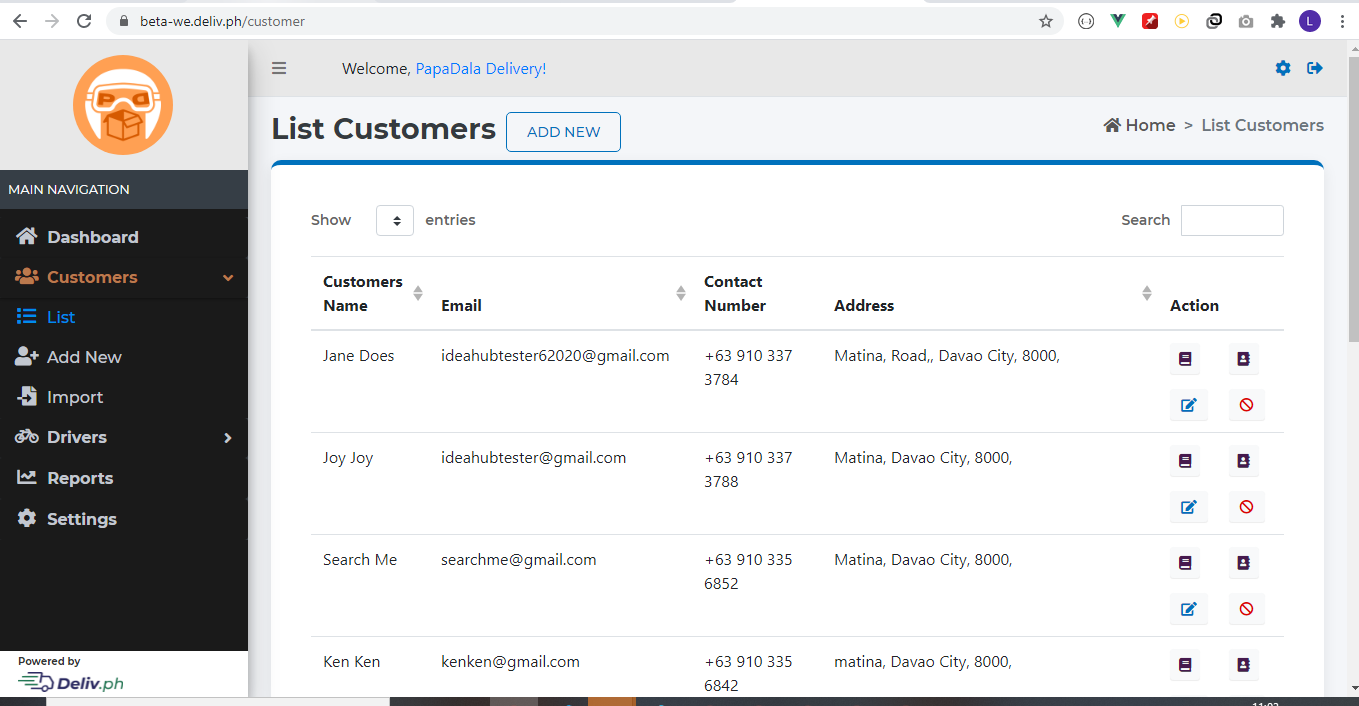 beta-we.deliv.ph/customer
L
PD
Welcome, PapaDala Delivery!
List Customers
ADD NEW
Home > List Customers
MAIN NAVIGATION
Dashboard
Customers
List
Add New
Import
Drivers
Reports
Settings
Powered by
Deliv.ph
Show entries
Search
Customers Name
Email
Contact Number
Address
Action
Jane Does
ideahubtester62020@gmail.com
+63 910 337
3784
Matina, Road,, Davao City, 8000,
Joy Joy
ideahubtester@gmail.com
+63 910 337
3788
Matina, Davao City, 8000,
Search Me
searchme@gmail.com
+63 910 335
6852
Matina, Davao City, 8000,
Ken Ken
kenken@gmail.com
+63 910 335
6842
matina, Davao City, 8000,